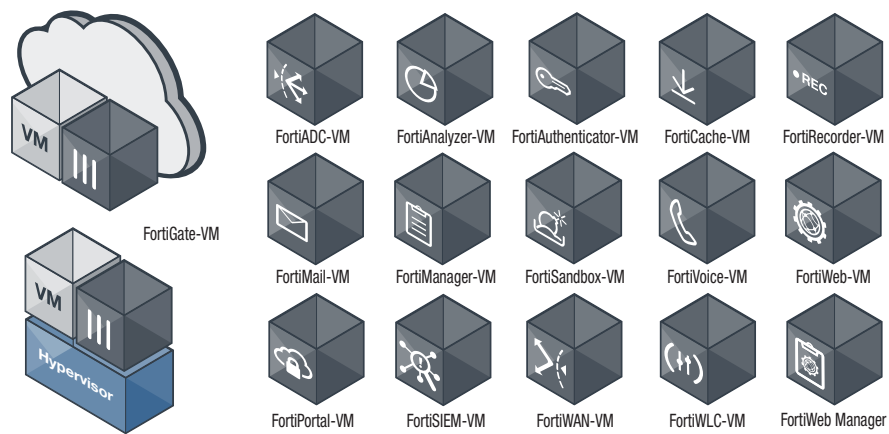 VM
FortiGate-VM
VM
Hypervisor
FortiADC-VM
FortiAnalyzer-VM
FortiAuthenticator-VM
FortiCache-VM
REC
FortiRecorder-VM
FortiMail-VM
FortiManager-VM
FortiSandbox-VM
FortiVoice-VM
FortiWeb-VM
FortiPortal-VM
FortiSIEM-VM
FortiWAN-VM
FortiWLC-VM
FortiWeb Manager